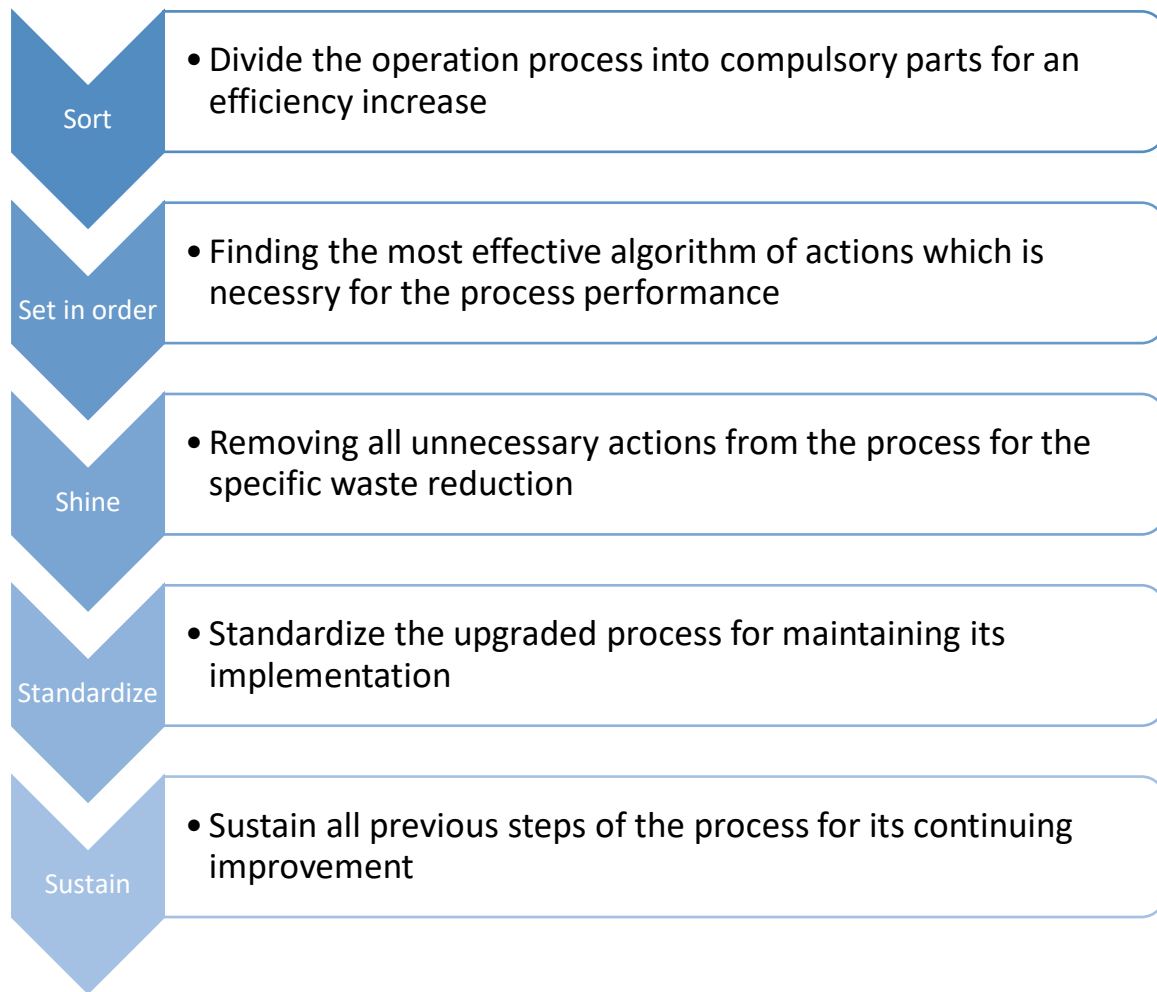 Sort
• Divide the operation process into compulsory parts for an
efficiency increase
Set in order
• Finding the most effective algorithm of actions which is
necessry for the process performance
Shine
• Removing all unnecessary actions from the process for the
specific waste reduction
Standardize
• Standardize the upgraded process for maintaining its
implementation
Sustain
• Sustain all previous steps of the process for its continuing
improvement